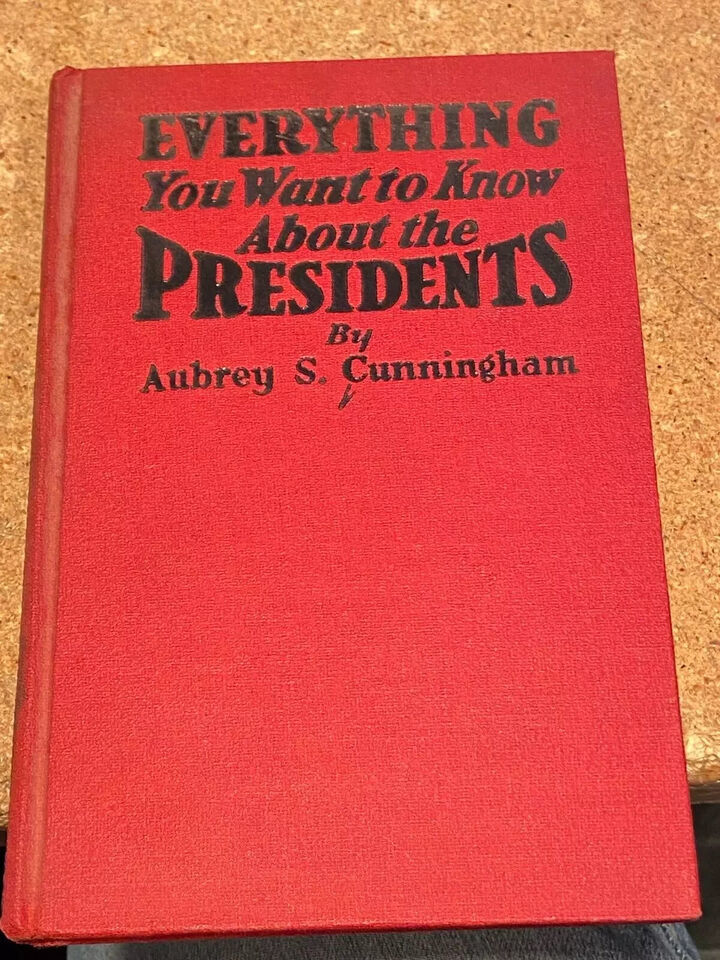 EVERYTHING
You Want to Know
About the
PRESIDENTS
By
Aubrey S. Cunningham